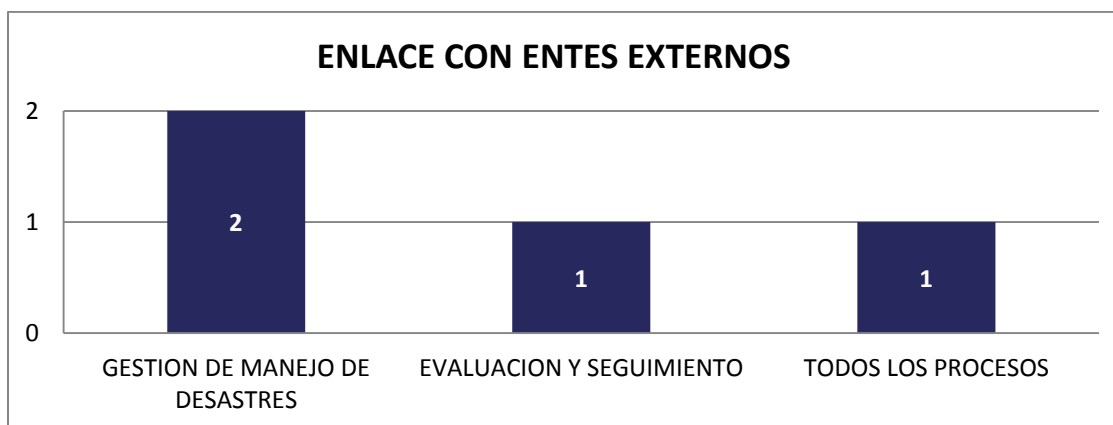 ENLACE CON ENTES EXTERNOS
2
1
0
2
1
1
GESTION DE MANEJO DE
DESASTRES
EVALUACION Y SEGUIMIENTO
TODOS LOS PROCESOS